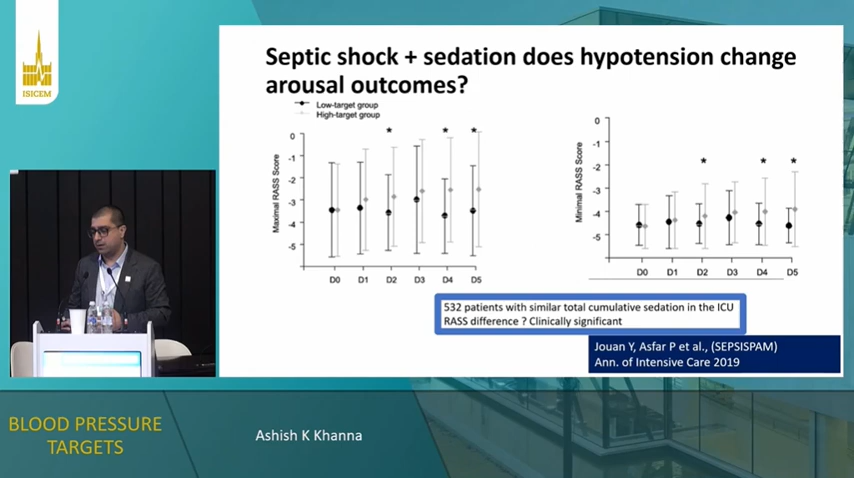 ISICEM
Septic shock + sedation does hypotension change
arousal outcomes?
Low-target group
High-target group
Maximal RASS Score
0
-1
-2
-3
-4
-5
*
*
*
D0
D1
D2
D3
D4
D5
Minimal RASS Score
0
-1
-2
-3
-4
-5
*
*
*
D0
D1
D2
D3
D4
D5
532 patients with similar total cumulative sedation in the ICU
RASS difference ? Clinically significant
Jouan Y, Asfar P et al., (SEPSISPAM)
Ann. of Intensive Care 2019
BLOOD PRESSURE
TARGETS
Ashish K Khanna